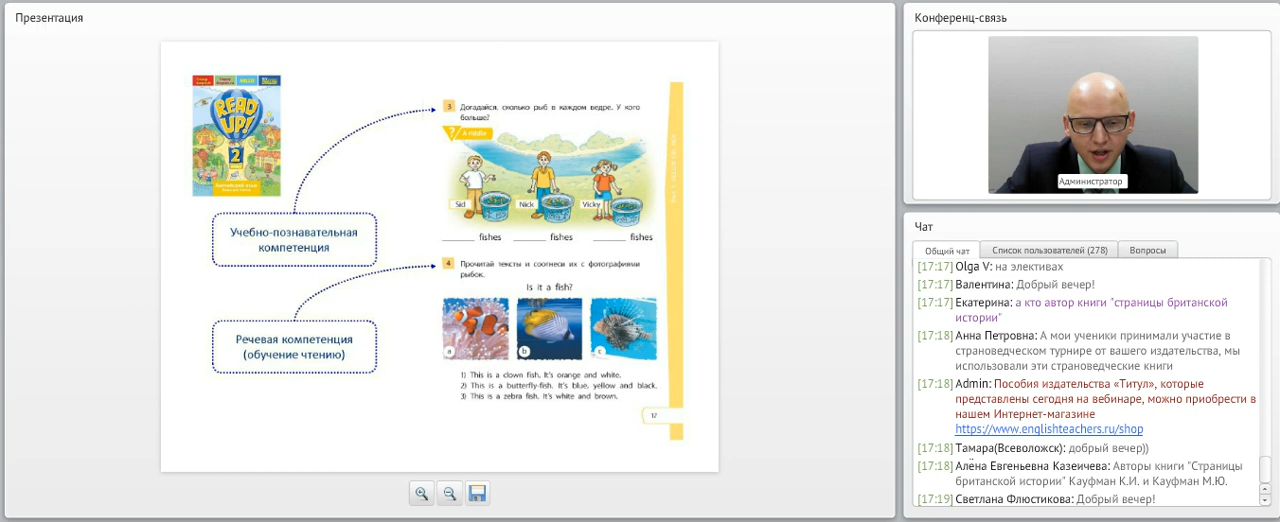 Презентация
READ
UP!
2
Учебно-познавательная
компетенция
Речевая компетенция
(обучение чтению)
3 Догадайся, сколько рыб в каждом ведре. У кого
больше?
? A riddle
Sid Nick Vicky
______ fishes ______ fishes ______ fishes
4 Прочитай тексты и соотнеси их с фотографиями
рыбок.
Is it a fish?
a b c
1) This is a clown fish. It's orange and white.
2) This is a butterfly-fish. It's blue, yellow and black.
3) This is a zebra fish. It's white and brown.
17
Конференц-связь
Администратор
Чат
Общий чат Список пользователей (278) Вопросы
[17:17] Olga V: на элективах
[17:17] Валентина: Добрый вечер!
[17:17] Екатерина: а кто автор книги "страницы британской
истории"
[17:18] Анна Петровна: А мои ученики принимали участие в
страноведческом турнире от вашего издательства, мы
использовали эти страноведческие книги
[17:18] Admin: Пособия издательства «Титул», которые
представлены сегодня на вебинаре, можно приобрести в
нашем Интернет-магазине
https://www.englishteachers.ru/shop
[17:18] Тамара(Всеволожск): добрый вечер))
[17:18] Алёна Евгеньевна Казеичева: Авторы книги "Страницы
британской истории" Кауфман К.И. и Кауфман М.Ю.
[17:19] Светлана Флюстикова: Добрый вечер!